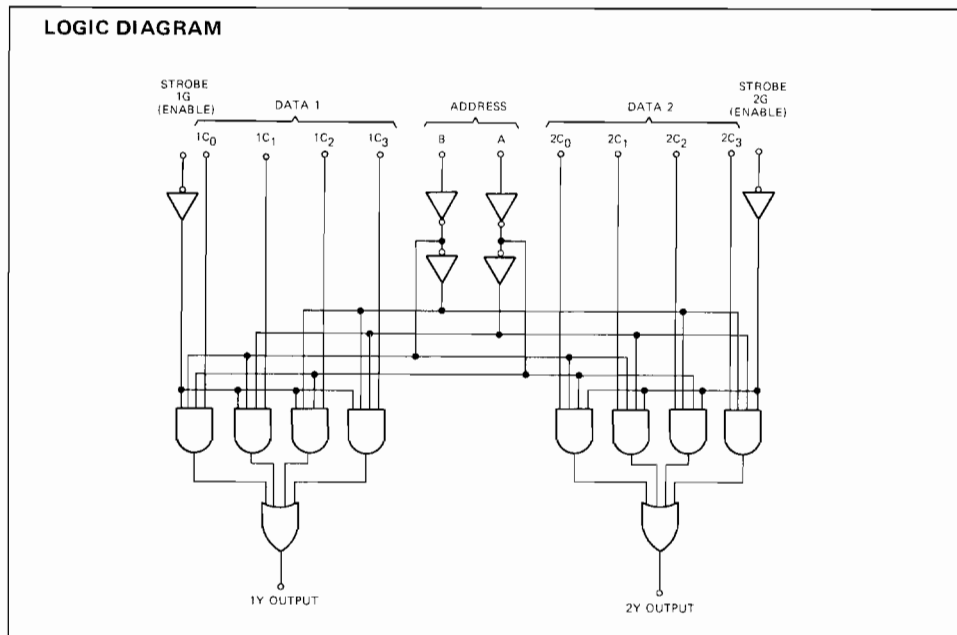 LOGIC DIAGRAM
STROBE
1G
(ENABLE)
DATA 1
ADDRESS
DATA 2
STROBE
2G
(ENABLE)
1C0
1C1
1C2
1C3
B
A
2C0
2C1
2C2
2C3
1Y OUTPUT
2Y OUTPUT